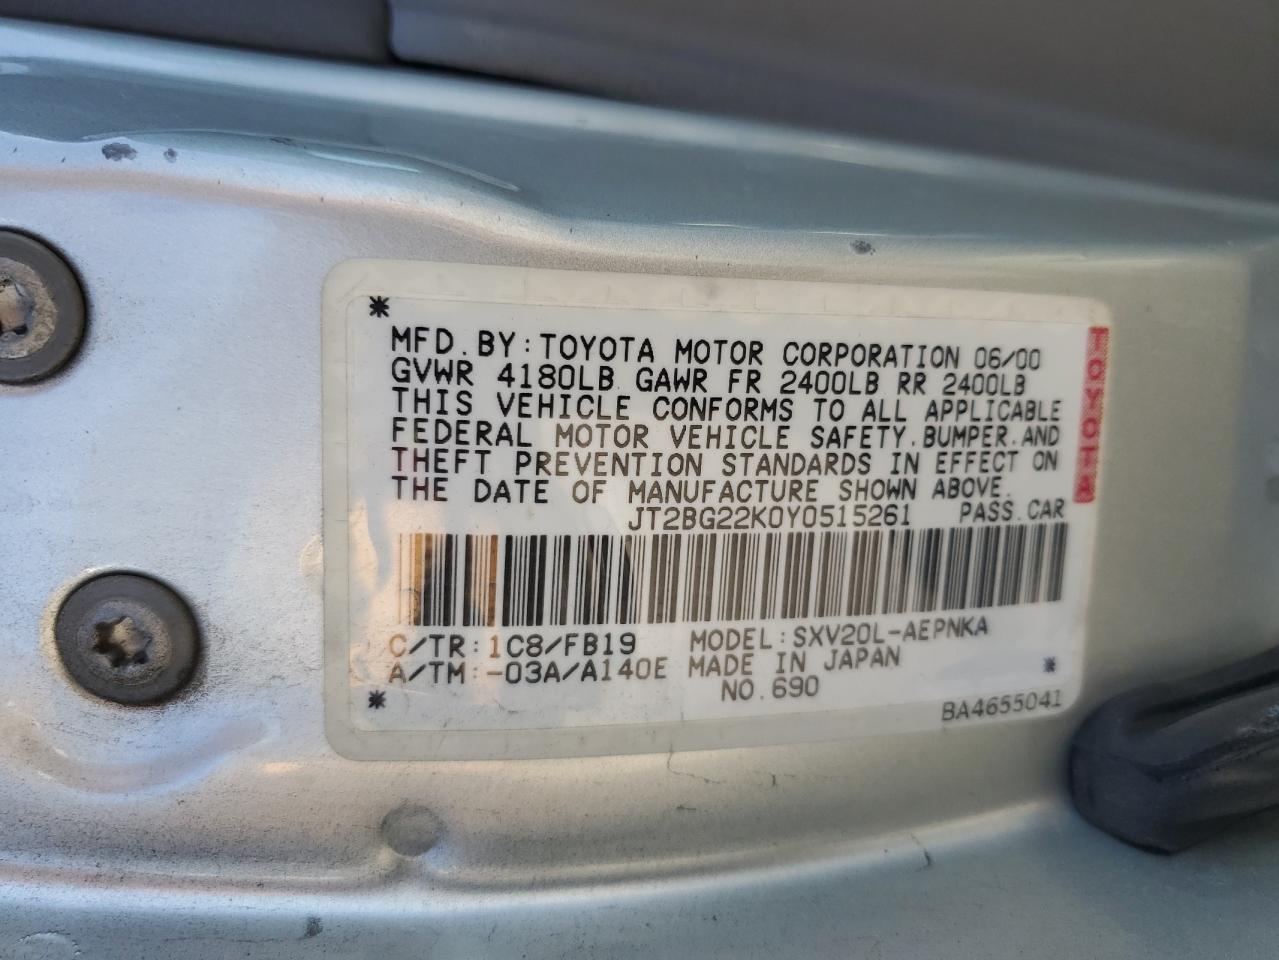 MFD. BY: TOYOTA MOTOR CORPORATION 06/00
GVWR 4180LB GAWR FR 2400LB RR 2400LB
THIS VEHICLE CONFORMS TO ALL APPLICABLE
FEDERAL MOTOR VEHICLE SAFETY. BUMPER. AND
THEFT PREVENTION STANDARDS IN EFFECT ON
THE DATE OF MANUFACTURE SHOWN ABOVE.
JT2BG22K0Y0515261 PASS. CAR
C/TR: 1C8/FB19 MODEL: SXV20L-AEPNKA
A/TM: -03A/A140E MADE IN JAPAN
NO. 690
BA4655041
TOYOTA